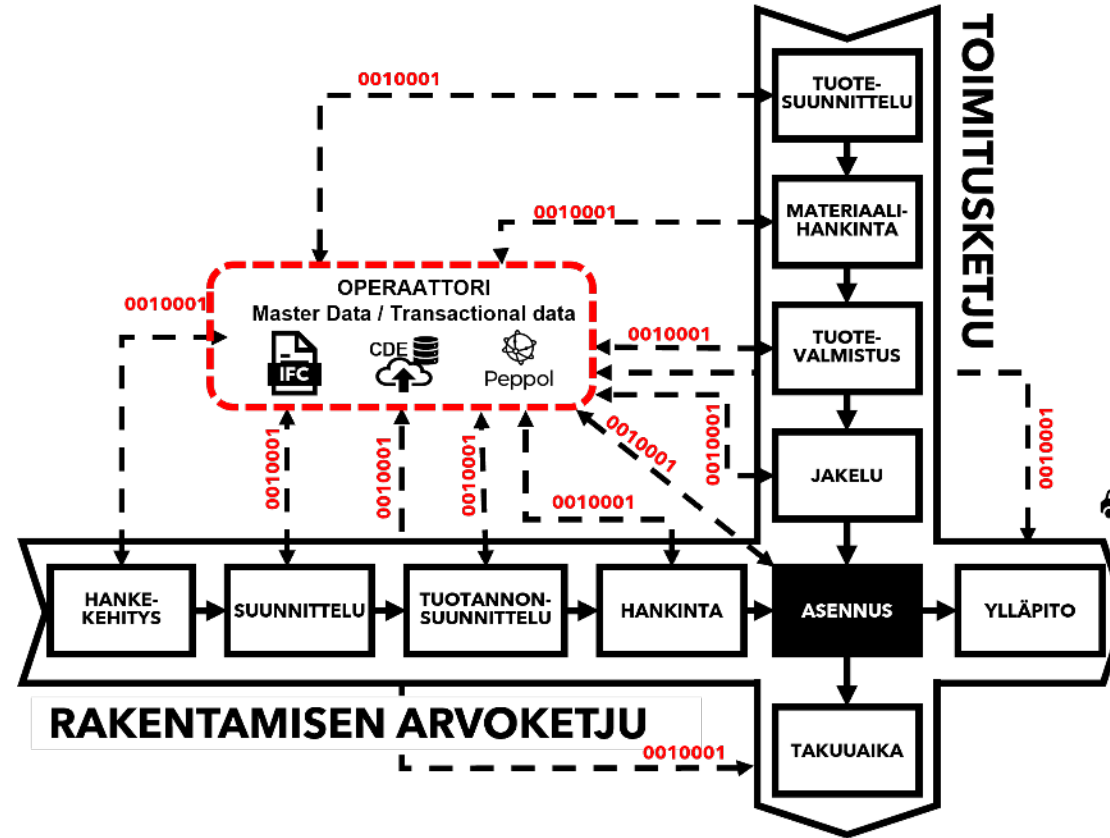 TOIMITUSKETJU
0010001
TUOTE-
SUUNNITTELU
0010001
MATERIAALI-
HANKINTA
OPERAATTORI
Master Data / Transactional data
IFC
CDE
Peppol
0010001
0010001
TUOTE-
VALMISTUS
0010001
0010001
0010001
JAKELU
0010001
0010001
0010001
0010001
0010001
HANKE-
KEHITYS
SUUNNITTELU
TUOTANNON-
SUUNNITTELU
HANKINTA
ASENNUS
YLLÄPITO
RAKENTAMISEN ARVOKETJU
0010001
TAKUUAIKA